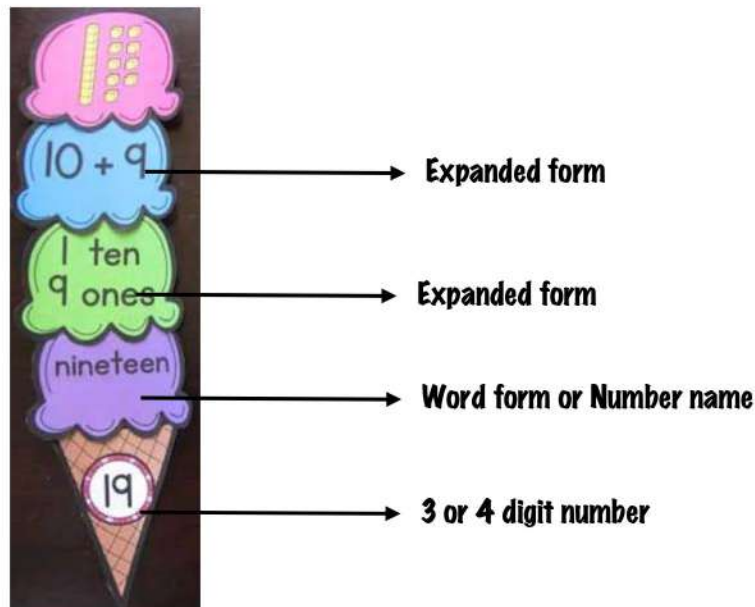 10 + 9
Expanded form
1 ten
9 ones
Expanded form
nineteen
Word form or Number name
19
3 or 4 digit number